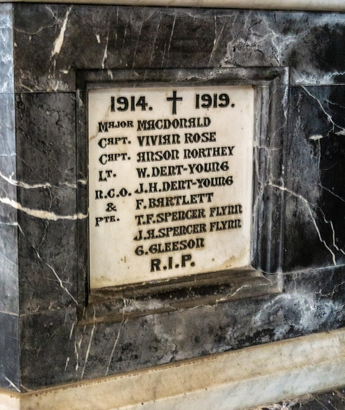 1914. † 1919.
MAJOR MACDONALD
CAPT. VIVIAN ROSE
CAPT. ANSON NORTHEY
LT. W. DENT-YOUNG
N.C.O. J.H. DENT-YOUNG
& F. BARTLETT
PTE. T.F. SPENCER FLYNN
J.A. SPENCER FLYNN
G. GLEESON
R.I.P.